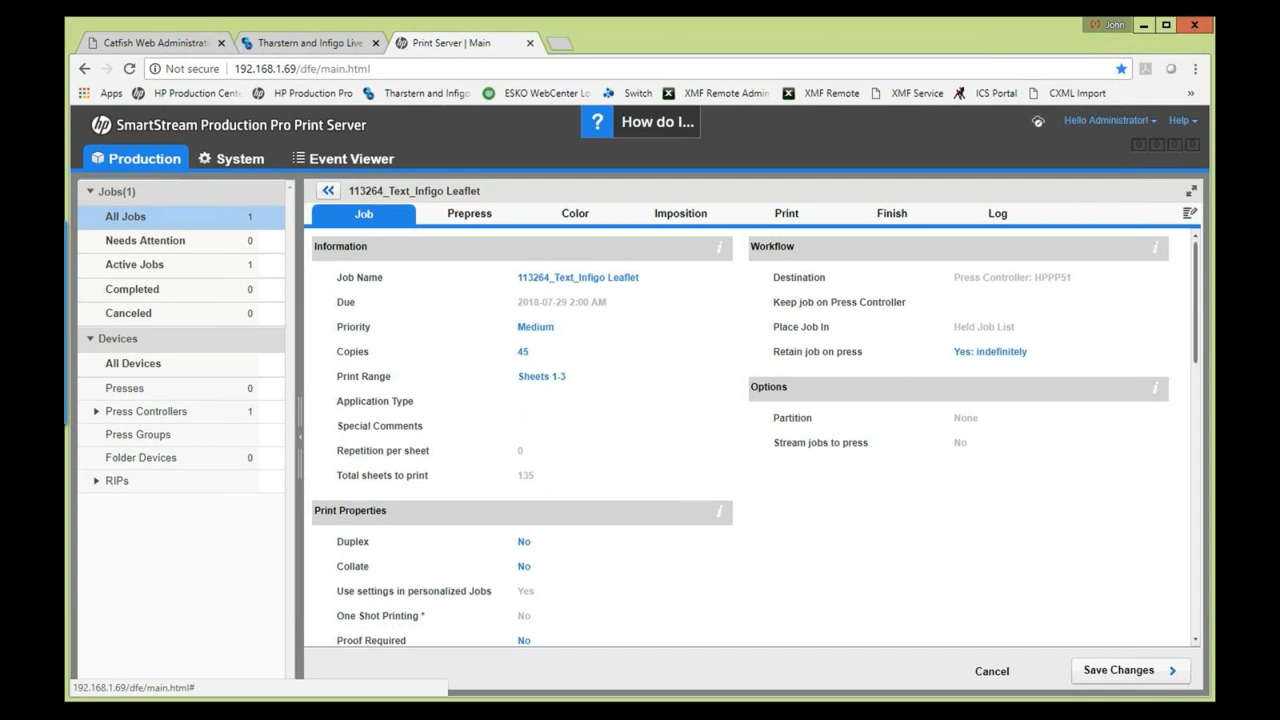 John
Catfish Web Administrati
Tharstern and Infigo Live
Print Server | Main
Not secure | 192.168.1.69/dfe/main.html
Apps HP Production Cente HP Production Pro Tharstern and Infigo ESKO WebCenter Lo Switch XMF Remote Admin XMF Remote XMF Service ICS Portal CXML Import »
hp SmartStream Production Pro Print Server
? How do I...
Hello Administrator! Help
0 0 0 0
Production System Event Viewer
Jobs(1)
All Jobs 1
Needs Attention 0
Active Jobs 1
Completed 0
Canceled 0
Devices
All Devices
Presses 0
Press Controllers 1
Press Groups
Folder Devices 0
RIPs
113264_Text_Infigo Leaflet
Job Prepress Color Imposition Print Finish Log
Information
Job Name 113264_Text_Infigo Leaflet
Due 2018-07-29 2:00 AM
Priority Medium
Copies 45
Print Range Sheets 1-3
Application Type
Special Comments
Repetition per sheet 0
Total sheets to print 135
Print Properties
Duplex No
Collate No
Use settings in personalized Jobs Yes
One Shot Printing * No
Proof Required No
Workflow
Destination Press Controller: HPPP51
Keep job on Press Controller
Place Job In Held Job List
Retain job on press Yes: indefinitely
Options
Partition None
Stream jobs to press No
Cancel Save Changes
192.168.1.69/dfe/main.html#